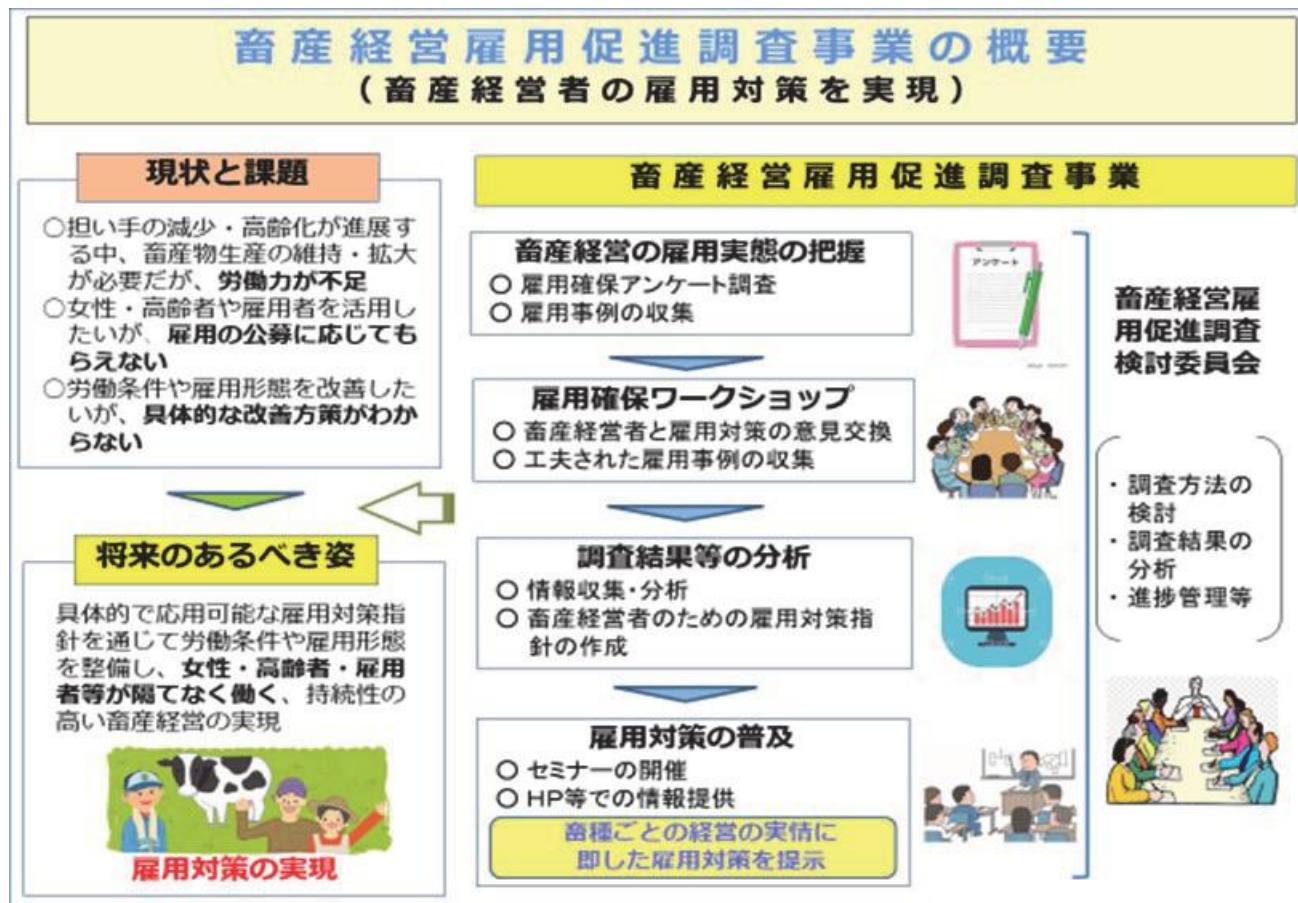 畜産経営雇用促進調査事業の概要
(畜産経営者の雇用対策を実現)
現状と課題
○担い手の減少・高齢化が進展す
る中、畜産物生産の維持・拡大
が必要だが、労働力が不足
○女性・高齢者や雇用者を活用し
たいが、雇用の公募に応じても
らえない
○労働条件や雇用形態を改善した
いが、具体的な改善方策がわか
らない
将来のあるべき姿
具体的で応用可能な雇用対策指
針を通じて労働条件や雇用形態
を整備し、女性・高齢者・雇用
者等が隔てなく働く、持続性の
高い畜産経営の実現
雇用対策の実現
畜産経営雇用促進調査事業
畜産経営の雇用実態の把握
○ 雇用確保アンケート調査
○ 雇用事例の収集
アンケート
雇用確保ワークショップ
○ 畜産経営者と雇用対策の意見交換
○ 工夫された雇用事例の収集
調査結果等の分析
○ 情報収集・分析
○ 畜産経営者のための雇用対策指
針の作成
雇用対策の普及
○ セミナーの開催
○ HP等での情報提供
畜種ごとの経営の実情に
即した雇用対策を提示
畜産経営雇
用促進調査
検討委員会
・調査方法の
検討
・調査結果の
分析
・進捗管理等